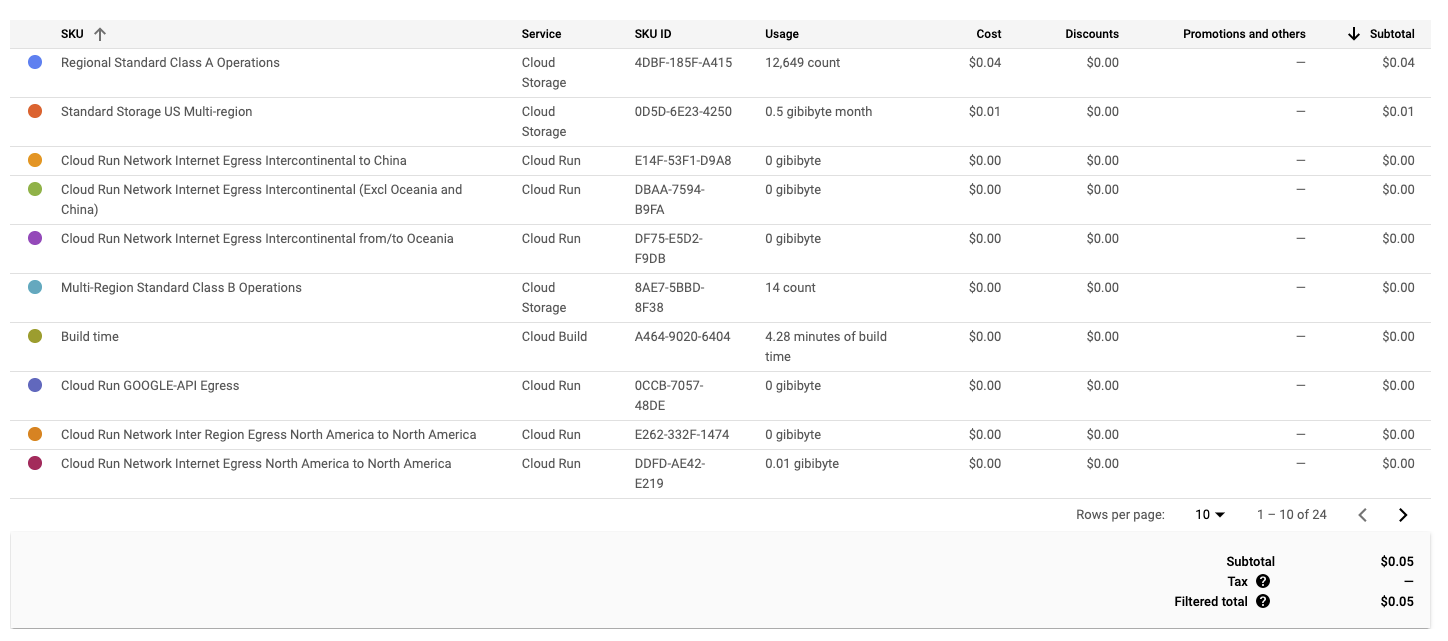 SKU Service SKU ID Usage Cost Discounts Promotions and others Subtotal
Regional Standard Class A Operations Cloud 4DBF-185F-A415 12,649 count $0.04 $0.00 — $0.04
Storage
Standard Storage US Multi-region Cloud 0D5D-6E23-4250 0.5 gibibyte month $0.01 $0.00 — $0.01
Storage
Cloud Run Network Internet Egress Intercontinental to China Cloud Run E14F-53F1-D9A8 0 gibibyte $0.00 $0.00 — $0.00
Cloud Run Network Internet Egress Intercontinental (Excl Oceania and Cloud Run DBAA-7594- 0 gibibyte $0.00 $0.00 — $0.00
China) B9FA
Cloud Run Network Internet Egress Intercontinental from/to Oceania Cloud Run DF75-E5D2- 0 gibibyte $0.00 $0.00 — $0.00
F9DB
Multi-Region Standard Class B Operations Cloud 8AE7-5BBD- 14 count $0.00 $0.00 — $0.00
Storage 8F38
Build time Cloud Build A464-9020-6404 4.28 minutes of build $0.00 $0.00 — $0.00
time
Cloud Run GOOGLE-API Egress Cloud Run 0CCB-7057- 0 gibibyte $0.00 $0.00 — $0.00
48DE
Cloud Run Network Inter Region Egress North America to North America Cloud Run E262-332F-1474 0 gibibyte $0.00 $0.00 — $0.00
Cloud Run Network Internet Egress North America to North America Cloud Run DDFD-AE42- 0.01 gibibyte $0.00 $0.00 — $0.00
E219
Rows per page: 10 1 – 10 of 24
Subtotal $0.05
Tax ? —
Filtered total ? $0.05